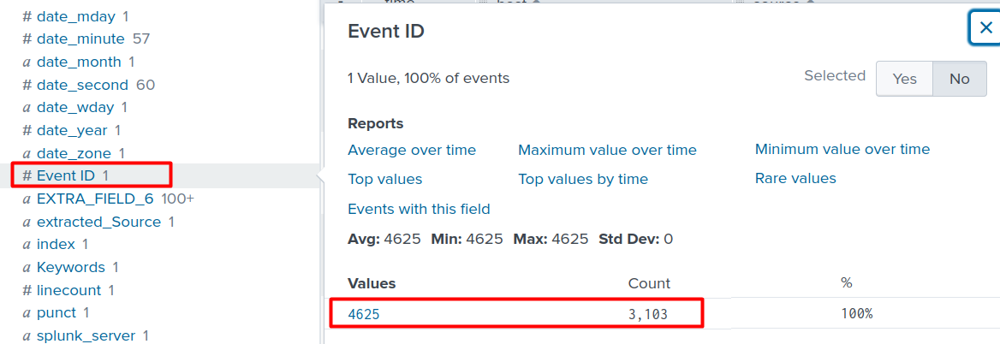 # date_mday 1
# date_minute 57
a date_month 1
# date_second 60
a date_wday 1
# date_year 1
a date_zone 1
# Event ID 1
a EXTRA_FIELD_6 100+
a extracted_Source 1
a index 1
a Keywords 1
# linecount 1
a punct 1
a splunk_server 1
Event ID
1 Value, 100% of events
Selected Yes No
Reports
Average over time Maximum value over time Minimum value over time
Top values Top values by time Rare values
Events with this field
Avg: 4625 Min: 4625 Max: 4625 Std Dev: 0
Values Count %
4625 3,103 100%